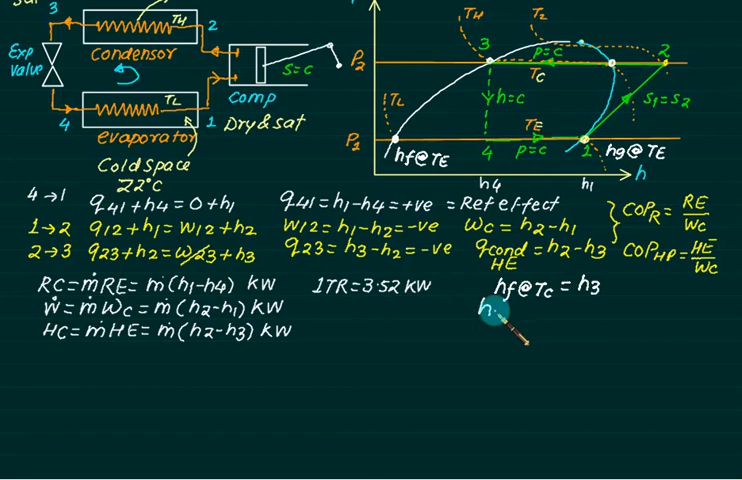 3
TH
2
Condensor
Exp
valve
S=C
Comp
TL
4
1
Dry & sat
evaporator
Cold space
22°C
TH
T2
P2
3
P=C
2
TC
h=c
S1=S2
TL
TE
P1
hf@TE
4
P=C
1
hg@TE
h4
h1
h
4→1 q41+h4=0+h1 q41=h1-h4=+ve =Ref effect
1→2 q12+h1=W12+h2 W12=h1-h2=-ve Wc=h2-h1
2→3 q23+h2=W23+h3 q23=h3-h2=-ve qcond=h2-h3
HE
COPR=RE/Wc
COPHP=HE/Wc
RC=ṁRE=ṁ(h1-h4) KW 1TR=3.52 KW hf@Tc=h3
Ẇ=ṁWc=ṁ(h2-h1) KW h
HC=ṁHE=ṁ(h2-h3) KW